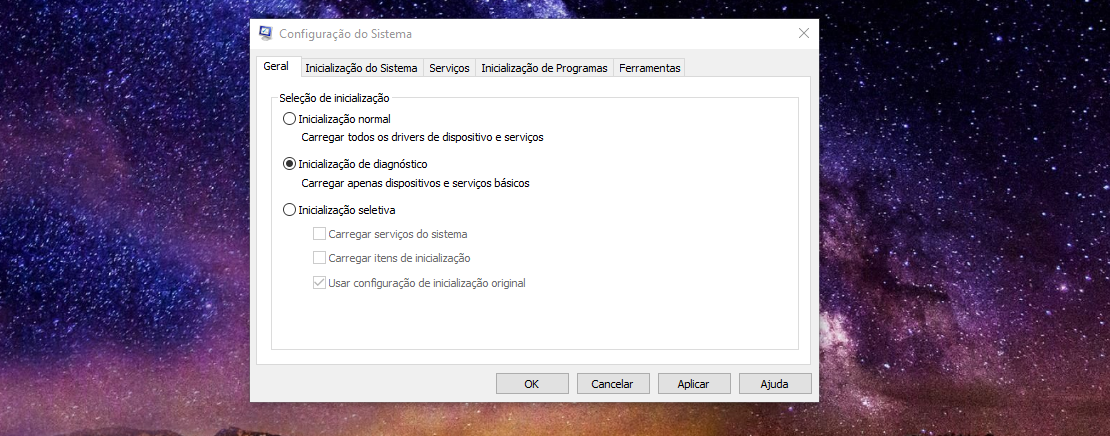 Configuração do Sistema
Geral Inicialização do Sistema Serviços Inicialização de Programas Ferramentas
Seleção de inicialização
Inicialização normal
Carregar todos os drivers de dispositivo e serviços
Inicialização de diagnóstico
Carregar apenas dispositivos e serviços básicos
Inicialização seletiva
Carregar serviços do sistema
Carregar itens de inicialização
Usar configuração de inicialização original
OK Cancelar Aplicar Ajuda